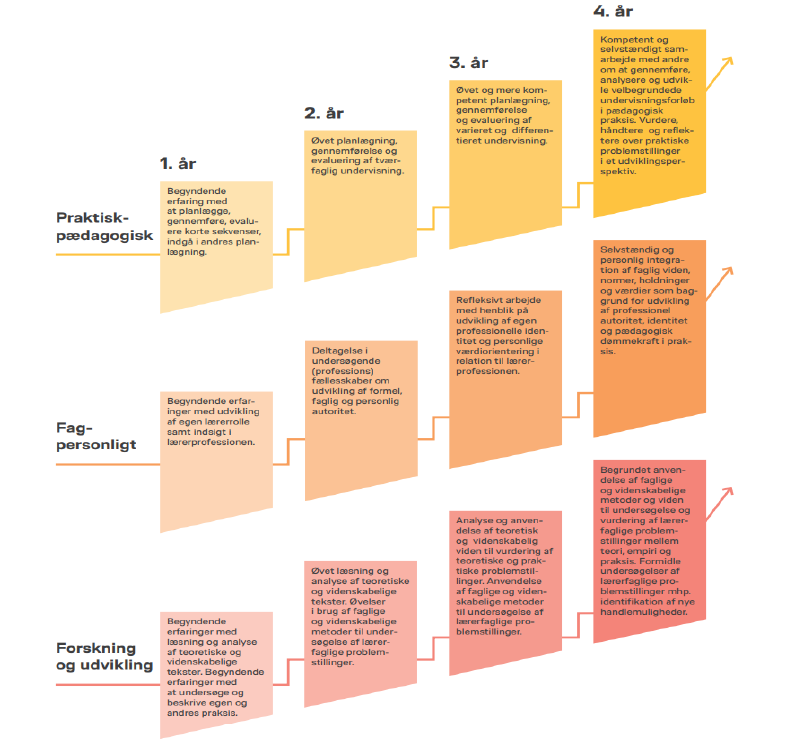 1. år
2. år
3. år
4. år
Praktisk-
pædagogisk
Begyndende
erfaring med
at planlægge,
gennemføre, evalu-
ere korte sekvenser,
indgå i andres plan-
lægning.
Øvet planlægning,
gennemførelse og
evaluering af tvær-
faglig undervisning.
Øvet og mere kom-
petent planlægning,
gennemførelse
og evaluering af
varieret og differen-
tieret undervisning.
Kompetent og
selvstændigt sam-
arbejde med andre
om at gennemføre,
analysere og udvik-
le velbegrundede
undervisningsforløb
i pædagogisk
praksis. Vurdere,
håndtere og reflek-
tere over praktiske
problemstillinger
i et udviklingsper-
spektiv.
Fag-
personligt
Begyndende erfar-
inger med udvikling
af egen lærerrolle
samt indsigt i
lærerprofessionen.
Deltagelse i
undersøgende
(professions)
fællesskaber om
udvikling af formel,
faglig og personlig
autoritet.
Refleksivt arbejde
med henblik på
udvikling af egen
professionelle iden-
titet og personlige
værdiorientering i
relation til lærer-
professionen.
Selvstændig og
personlig integra-
tion af faglig viden,
normer, holdninger
og værdier som bag-
grund for udvikling
af professionel
autoritet, identitet
og pædagogisk
dømmekraft i prak-
sis.
Forskning
og udvikling
Begyndende
erfaringer med
læsning og analyse
af teoretiske og
videnskabelige
tekster. Begyndende
erfaringer med
at undersøge og
beskrive egen og
andres praksis.
Øvet læsning og
analyse af teoretiske
og videnskabelige
tekster. Øvelser
i brug af faglige
og videnskabelige
metoder til under-
søgelse af lærer-
faglige problem-
stillinger.
Analyse og anven-
delse af teoretisk
og videnskabelig
viden til vurdering af
teoretiske og prak-
tiske problemstil-
linger. Anvendelse
af faglige og viden-
skabelige metoder
til undersøgelse af
lærerfaglige pro-
blemstillinger.
Begrundet anven-
delse af faglige
og videnskabelige
metoder og viden
til undersøgelse og
vurdering af lærer-
faglige problem-
stillinger mellem
teori, empiri og
praksis. Formidle
undersøgelser af
lærerfaglige pro-
blemstillinger mhp.
identifikation af nye
handlemuligheder.